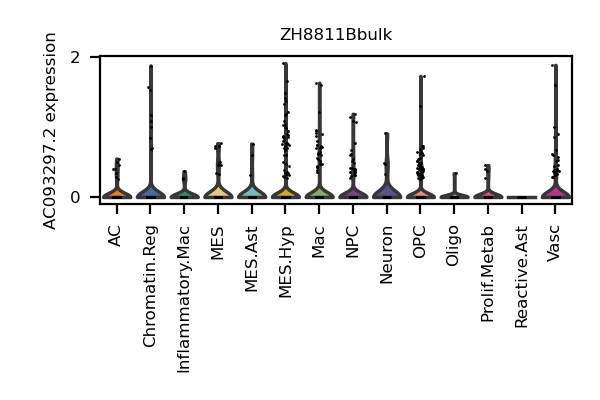 ZH8811Bbulk
AC093297.2 expression
2
0
AC
Chromatin.Reg
Inflammatory.Mac
MES
MES.Ast
MES.Hyp
Mac
NPC
Neuron
OPC
Oligo
Prolif.Metab
Reactive.Ast
Vasc